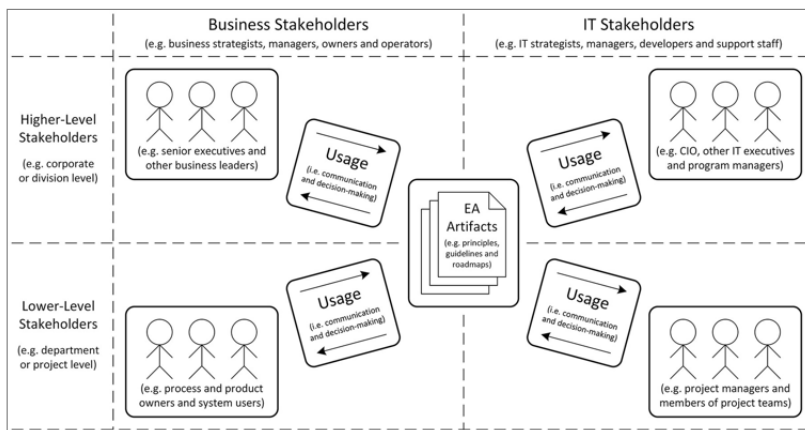 Business Stakeholders
(e.g. business strategists, managers, owners and operators)
IT Stakeholders
(e.g. IT strategists, managers, developers and support staff)
Higher-Level
Stakeholders
(e.g. corporate
or division level)
(e.g. senior executives and
other business leaders)
Usage
(i.e. communication
and decision-making)
Usage
(i.e. communication
and decision-making)
(e.g. CIO, other IT executives
and program managers)
EA
Artifacts
(e.g. principles,
guidelines and
roadmaps)
Lower-Level
Stakeholders
(e.g. department
or project level)
(e.g. process and product
owners and system users)
Usage
(i.e. communication
and decision-making)
Usage
(i.e. communication
and decision-making)
(e.g. project managers and
members of project teams)